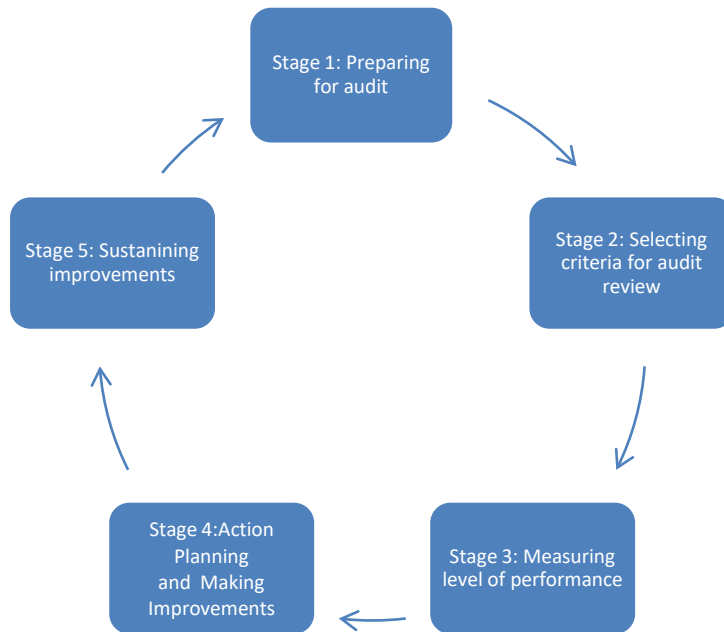 Stage 1: Preparing
for audit
Stage 2: Selecting
criteria for audit
review
Stage 3: Measuring
level of performance
Stage 4:Action
Planning
and  Making
Improvements
Stage 5: Sustanining
improvements